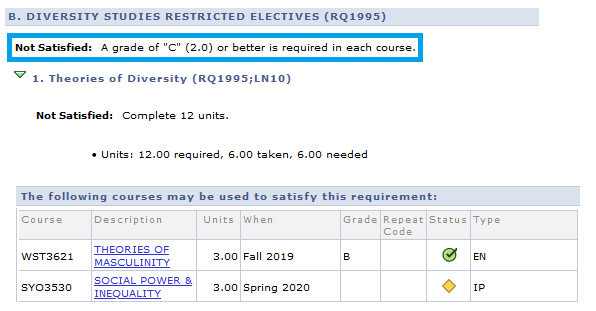 B. DIVERSITY STUDIES RESTRICTED ELECTIVES (RQ1995)
Not Satisfied: A grade of "C" (2.0) or better is required in each course.
1. Theories of Diversity (RQ1995;LN10)
Not Satisfied: Complete 12 units.
• Units: 12.00 required, 6.00 taken, 6.00 needed
The following courses may be used to satisfy this requirement:
Course Description Units When Grade Repeat Code Status Type
WST3621 THEORIES OF MASCULINITY 3.00 Fall 2019 B EN
SYO3530 SOCIAL POWER & INEQUALITY 3.00 Spring 2020 IP